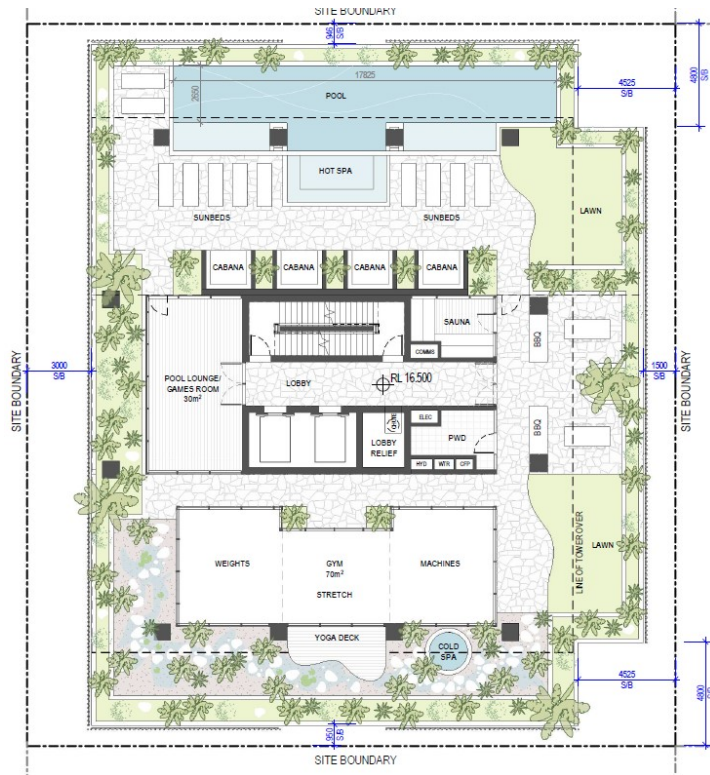 SITE BOUNDARY
946
S/B
17825
2650
POOL
4525
S/B
4800
S/B
HOT SPA
SUNBEDS
SUNBEDS
LAWN
CABANA
CABANA
CABANA
CABANA
SAUNA
COMMS
BBQ
SITE BOUNDARY
3000
S/B
POOL LOUNGE/
GAMES ROOM
30m²
LOBBY
RL 16.500
1500
S/B
SITE BOUNDARY
ELEC
PWD
LOBBY
RELIEF
HYD
WTR
CFP
BBQ
WEIGHTS
GYM
70m²
STRETCH
MACHINES
LINE OF TOWER OVER
LAWN
YOGA DECK
COLD
SPA
4525
S/B
4800
S/B
950
S/B
SITE BOUNDARY